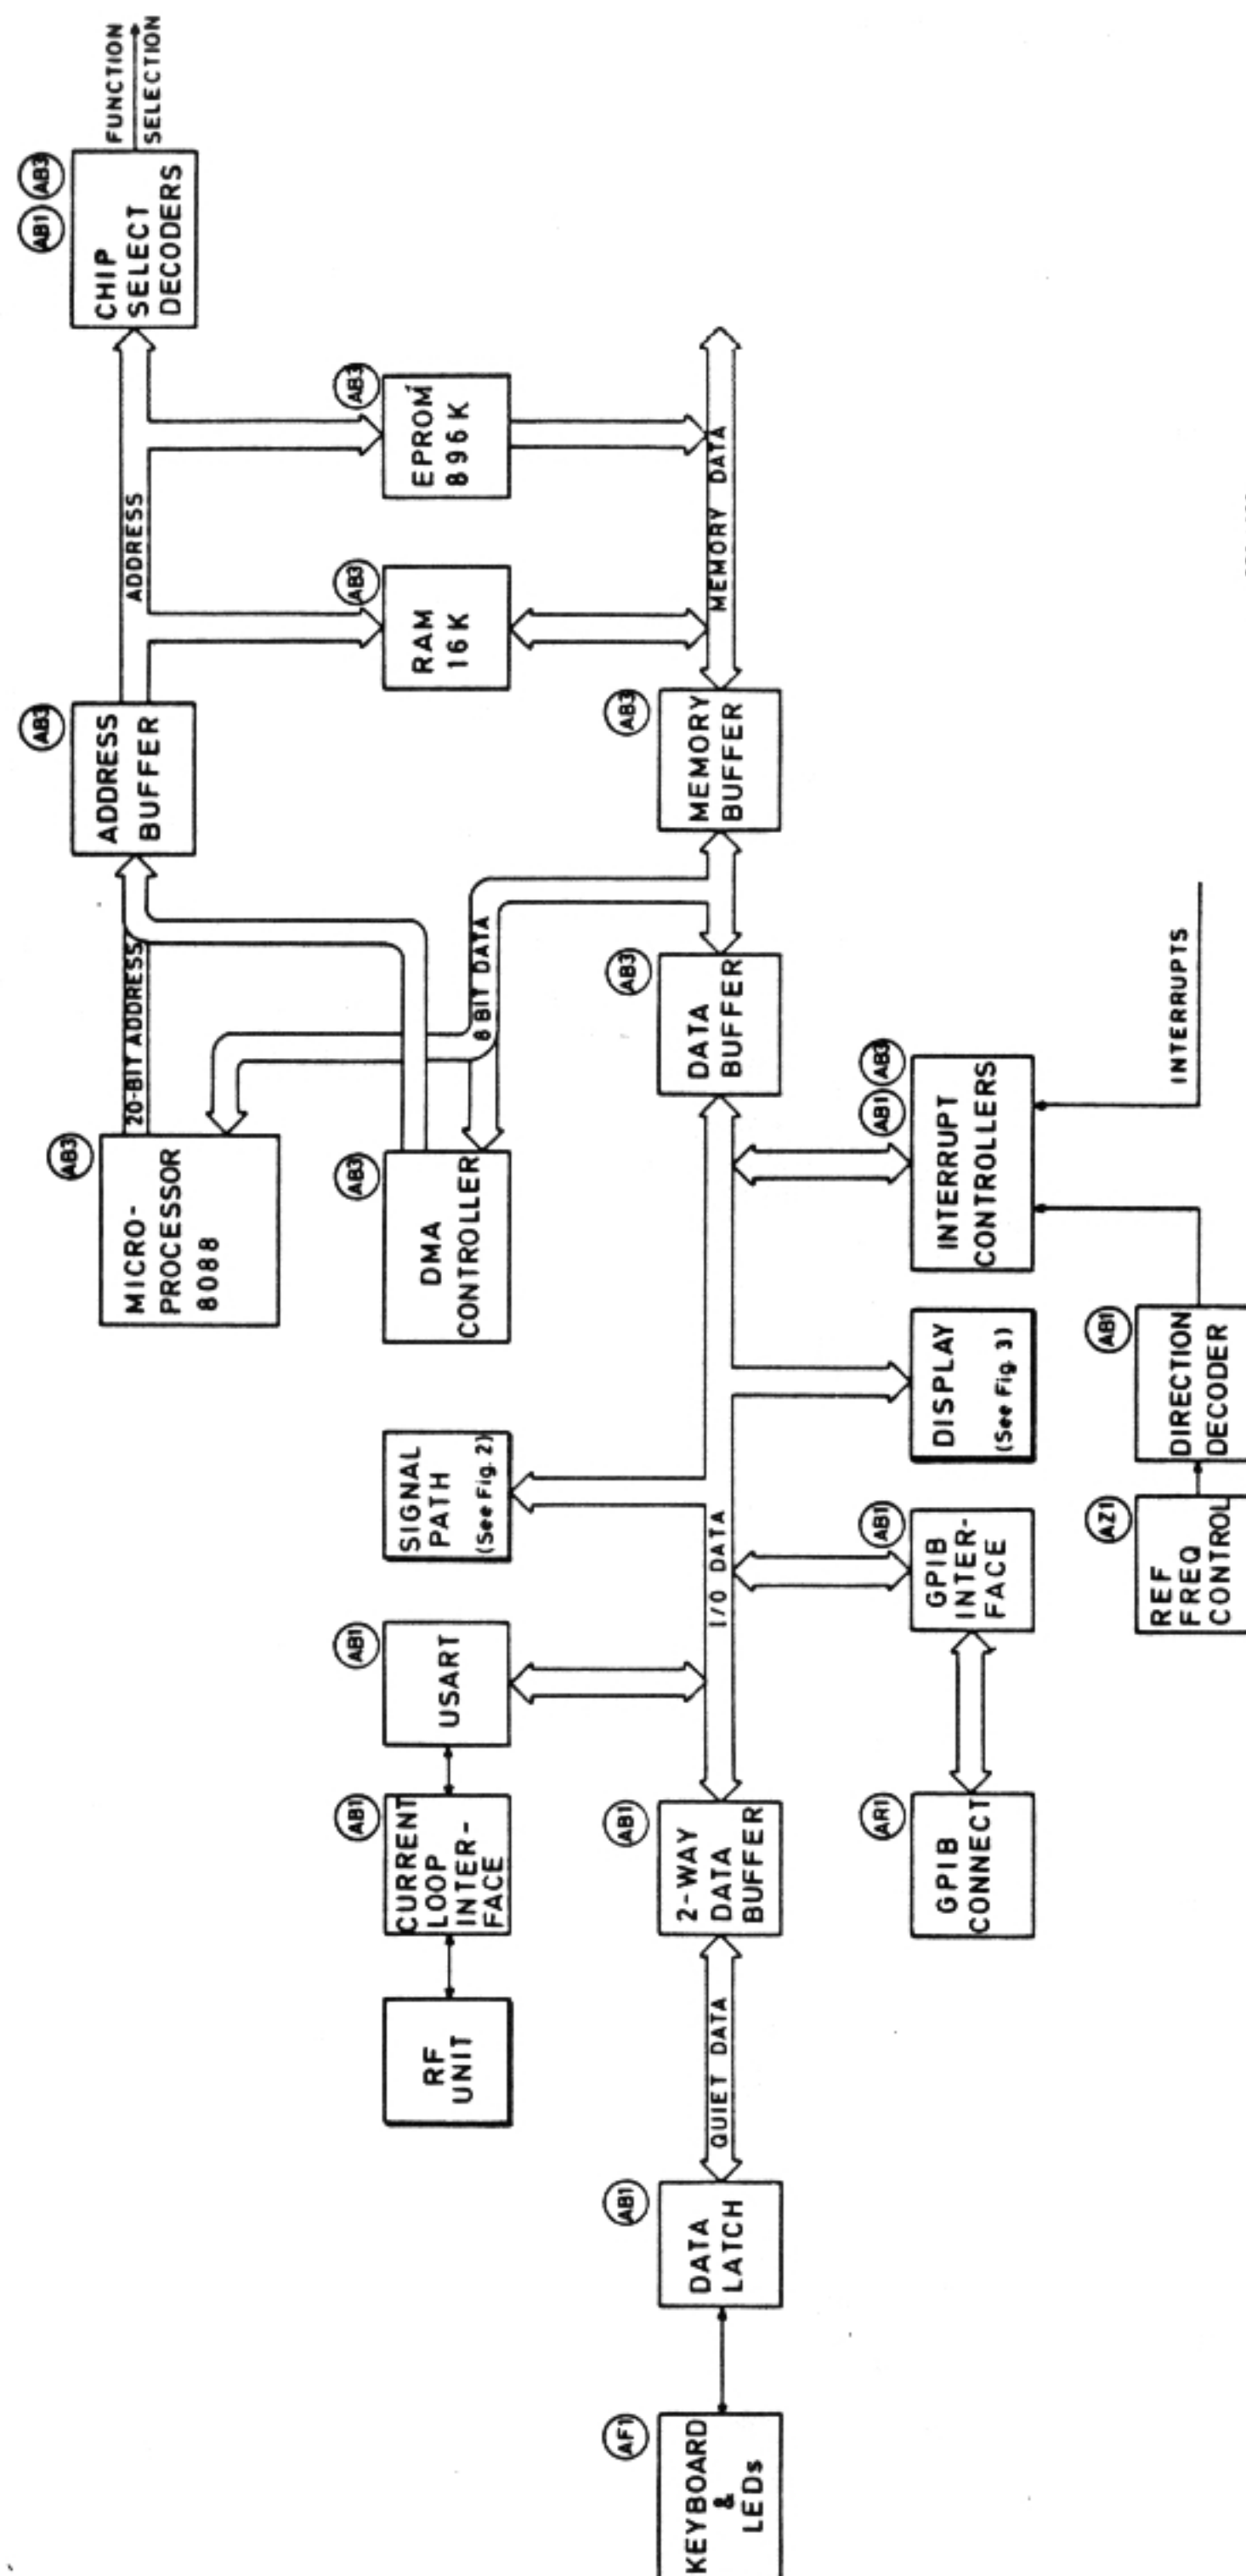 KEYBOARD
&
LEDs
AF1
DATA
LATCH
AB1
QUIET DATA
2-WAY
DATA
BUFFER
AB1
RF
UNIT
CURRENT
LOOP
INTER-
FACE
AB1
USART
AB1
SIGNAL
PATH
(See Fig. 2)
I/O DATA
GPIB
CONNECT
AR1
GPIB
INTER-
FACE
AB1
DISPLAY
(See Fig. 3)
REF
FREQ
CONTROL
AZ1
DIRECTION
DECODER
AB1
INTERRUPT
CONTROLLERS
AB1
AB3
INTERRUPTS
MICRO-
PROCESSOR
8088
AB3
DMA
CONTROLLER
AB3
20-BIT ADDRESS
8 BIT DATA
DATA
BUFFER
AB3
ADDRESS
BUFFER
AB3
MEMORY
BUFFER
AB3
ADDRESS
RAM
16K
AB3
EPROM
896K
AB3
MEMORY DATA
CHIP
SELECT
DECODERS
AB1
AB3
FUNCTION
SELECTION